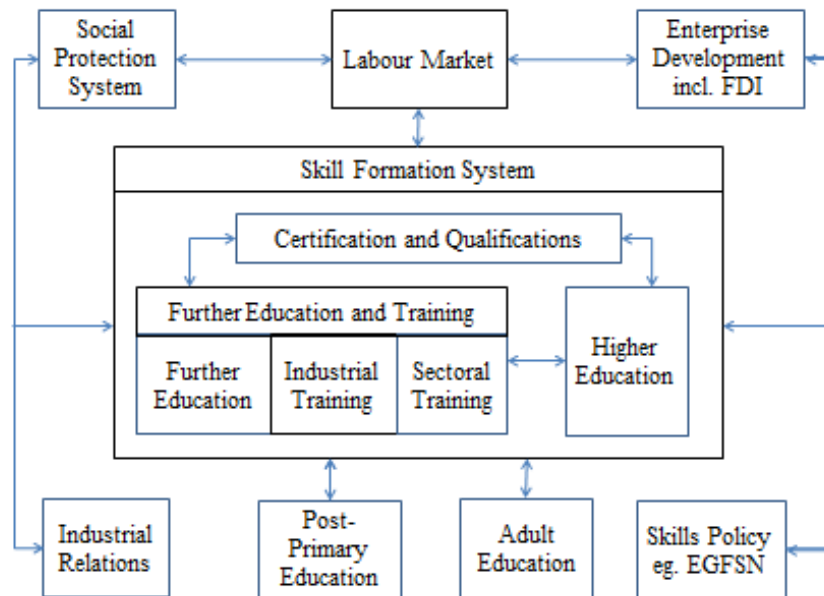 Social
Protection
System
Labour Market
Enterprise
Development
incl. FDI
Skill Formation System
Certification and Qualifications
Further Education and Training
Further
Education
Industrial
Training
Sectoral
Training
Higher
Education
Industrial
Relations
Post-
Primary
Education
Adult
Education
Skills Policy
eg. EGFSN